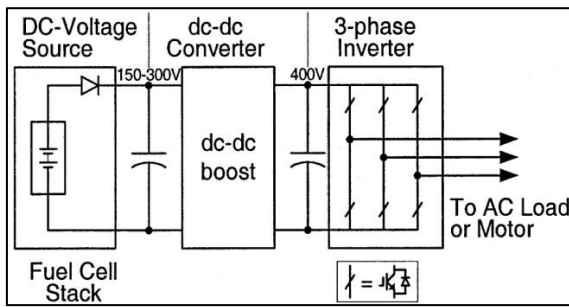 DC-Voltage
Source
dc-dc
Converter
3-phase
Inverter
150-300V
400V
dc-dc
boost
To AC Load
or Motor
Fuel Cell
Stack
=